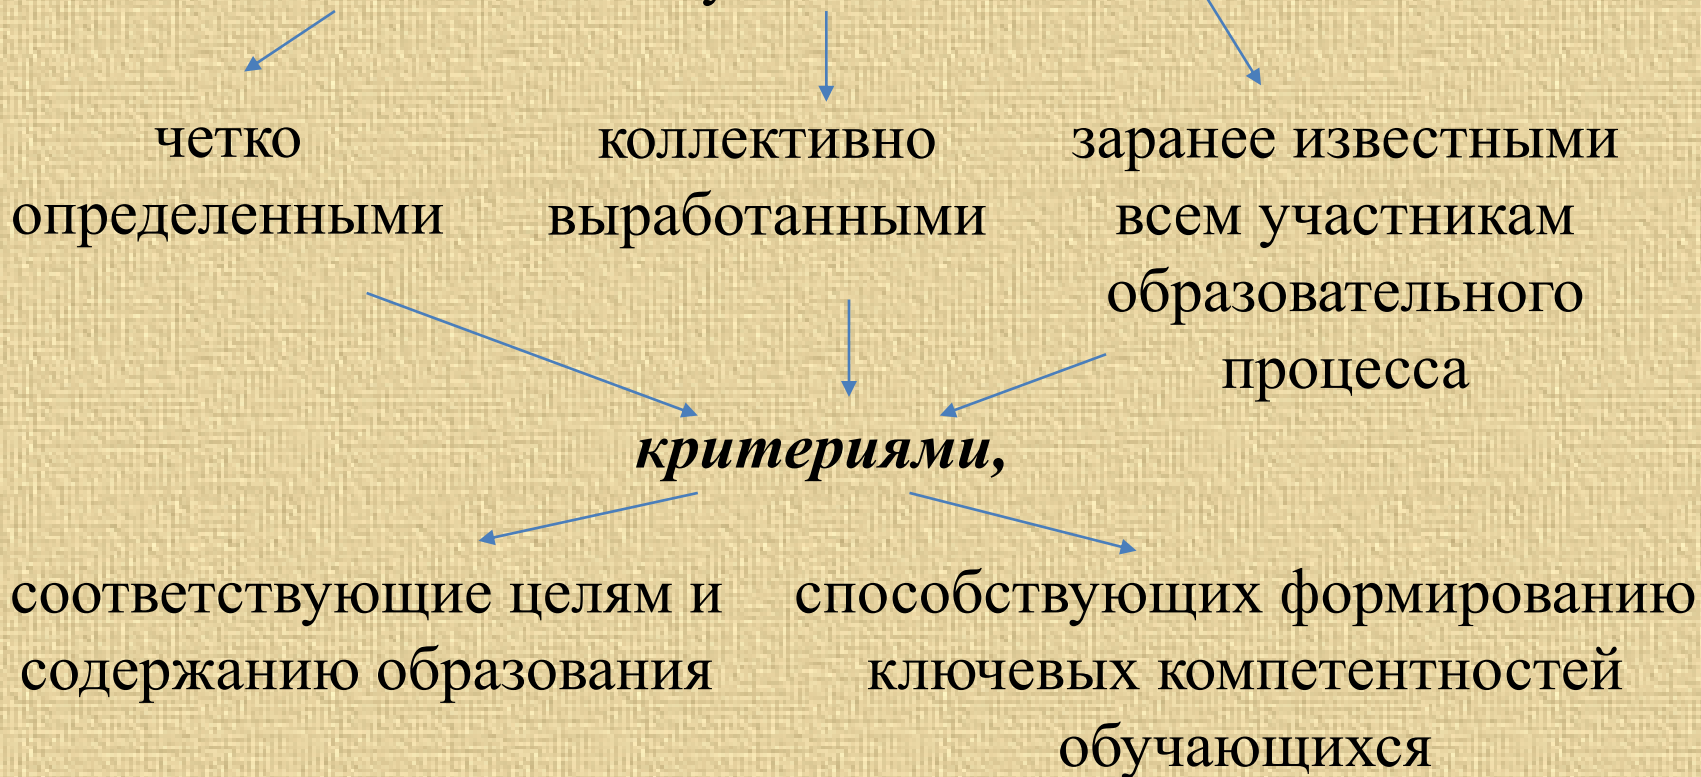 четко
определенными
коллективно
выработанными
заранее известными
всем участникам
образовательного
процесса
критериями,
соответствующие целям и
содержанию образования
способствующих формированию
ключевых компетентностей
обучающихся